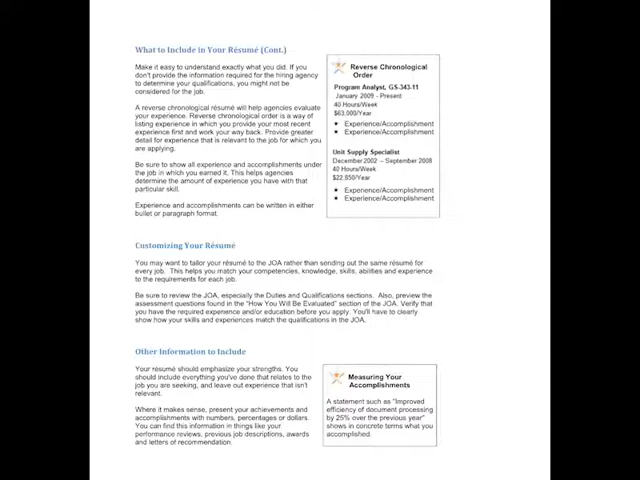 What to Include in Your Résumé (Cont.)
Make it easy to understand exactly what you did. If you
don't provide the information required for the hiring agency
to determine your qualifications, you might not be
considered for the job.
A reverse chronological résumé will help agencies evaluate
your experience. Reverse chronological order is a way of
listing experience in which you provide your most recent
experience first and work your way back. Provide greater
detail for experience that is relevant to the job for which you
are applying.
Be sure to show all experience and accomplishments under
the job in which you earned it. This helps agencies
determine the amount of experience you have with that
particular skill.
Experience and accomplishments can be written in either
bullet or paragraph format.
Reverse Chronological
Order
Program Analyst, GS-343-11
January 2009 - Present
40 Hours/Week
$63,000/Year
• Experience/Accomplishment
• Experience/Accomplishment
Unit Supply Specialist
December 2002 – September 2008
40 Hours/Week
$22,850/Year
• Experience/Accomplishment
• Experience/Accomplishment
Customizing Your Résumé
You may want to tailor your résumé to the JOA rather than sending out the same résumé for
every job. This helps you match your competencies, knowledge, skills, abilities and experience
to the requirements for each job.
Be sure to review the JOA, especially the Duties and Qualifications sections. Also, preview the
assessment questions found in the "How You Will Be Evaluated" section of the JOA. Verify that
you have the required experience and/or education before you apply. You'll have to clearly
show how your skills and experiences match the qualifications in the JOA.
Other Information to Include
Your résumé should emphasize your strengths. You
should include everything you've done that relates to the
job you are seeking, and leave out experience that isn't
relevant.
Where it makes sense, present your achievements and
accomplishments with numbers, percentages or dollars.
You can find this information in things like your
performance reviews, previous job descriptions, awards
and letters of recommendation.
Measuring Your
Accomplishments
A statement such as "Improved
efficiency of document processing
by 25% over the previous year"
shows in concrete terms what you
accomplished.